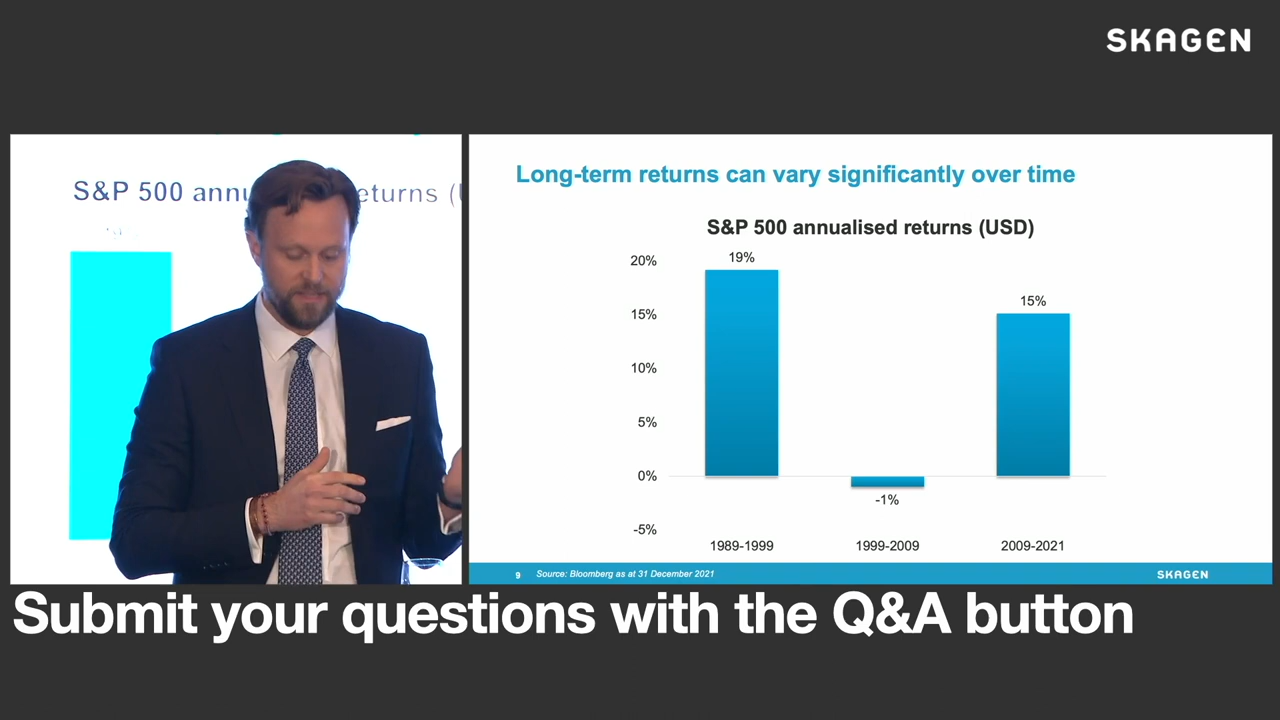 SKAGEN
S&P 500 annu
eturns (
Long-term returns can vary significantly over time
S&P 500 annualised returns (USD)
20%
15%
10%
5%
0%
-5%
19%
-1%
15%
1989-1999
1999-2009
2009-2021
9
Source: Bloomberg as at 31 December 2021
SKAGEN
Submit your questions with the Q&A button